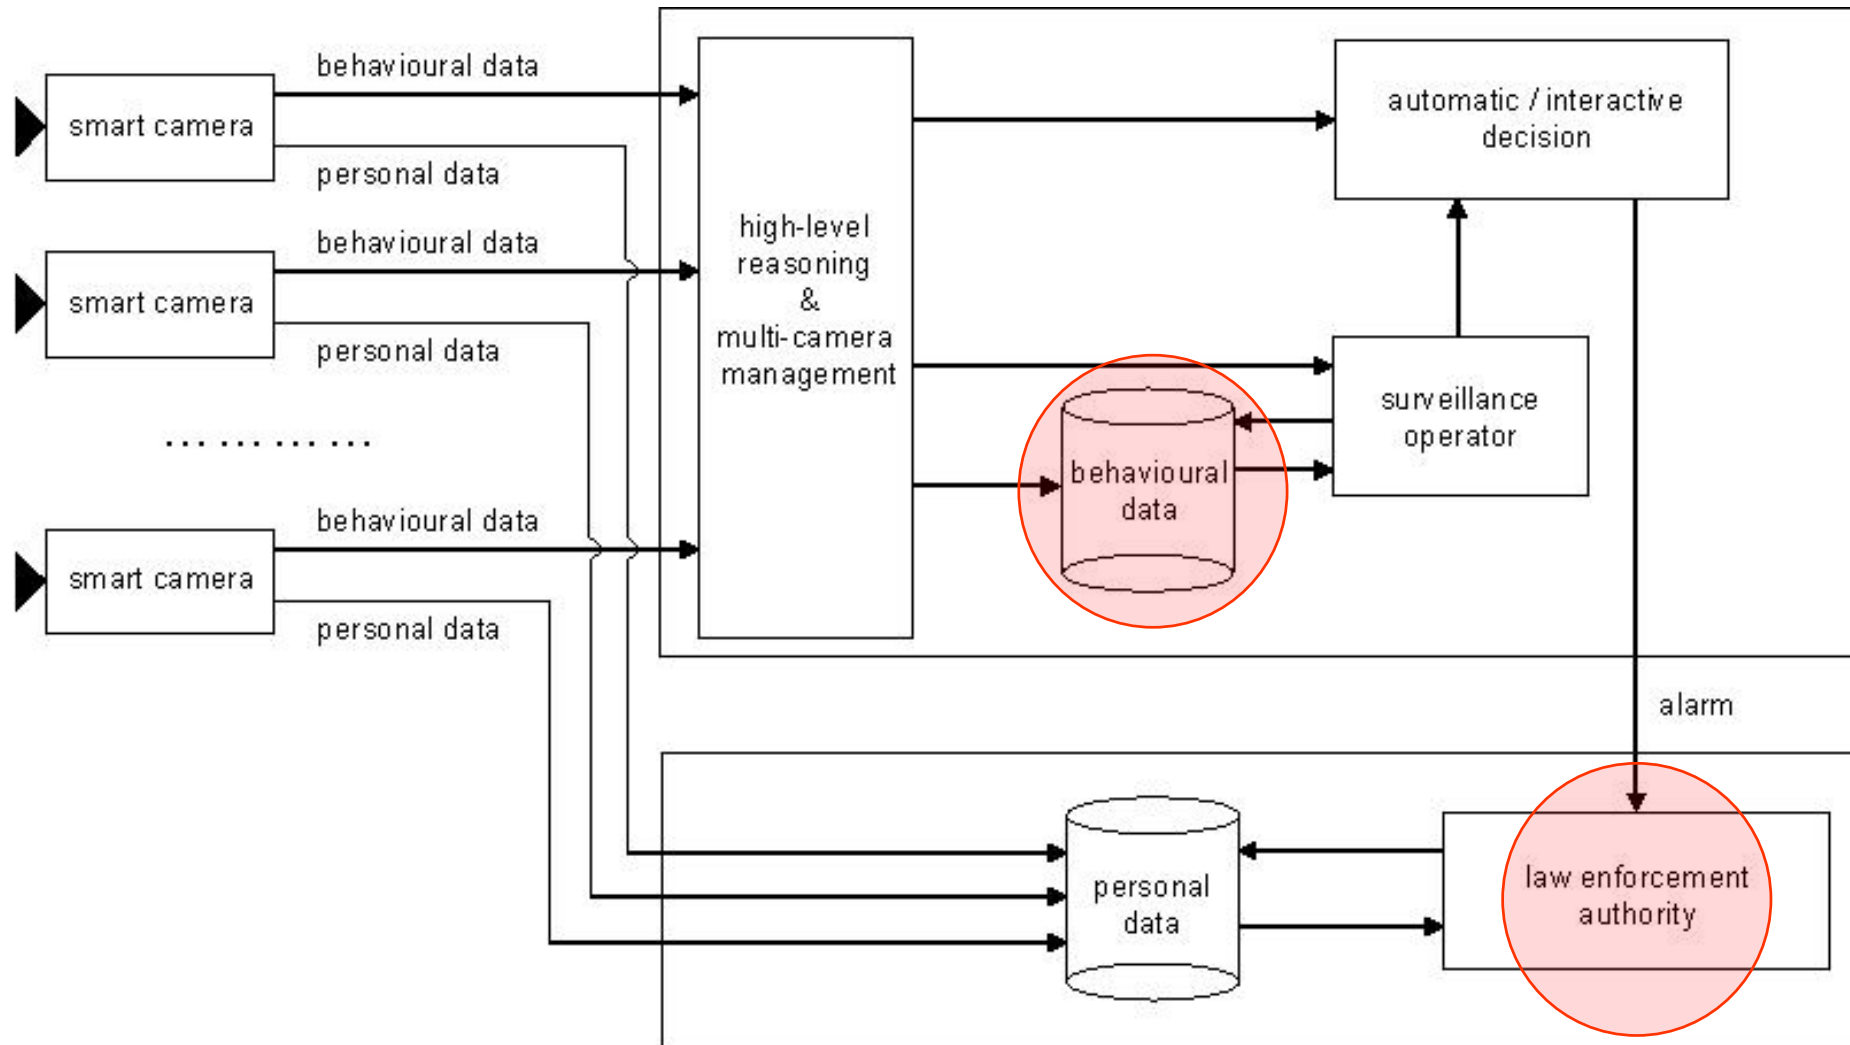 behavioural data
smart camera
personal data
behavioural data
smart camera
personal data
… … … …
behavioural data
smart camera
personal data
high-level
reasoning
&
multi-camera
management
automatic / interactive
decision
surveillance
operator
behavioural
data
alarm
personal
data
law enforcement
authority